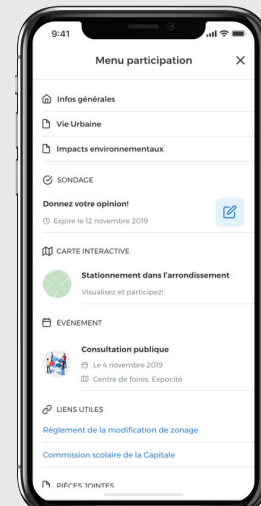 9:41
Menu participation
Infos générales
Vie Urbaine
Impacts environnementaux
SONDAGE
Donnez votre opinion!
Expire le 12 novembre 2019
CARTE INTERACTIVE
Stationnement dans l'arrondissement
Visualisez et participez!
ÉVÉNEMENT
Consultation publique
Le 4 novembre 2019
Centre de foires, Expocité
LIENS UTILES
Règlement de la modification de zonage
Commission scolaire de la Capitale
PIÈCES JOINTES